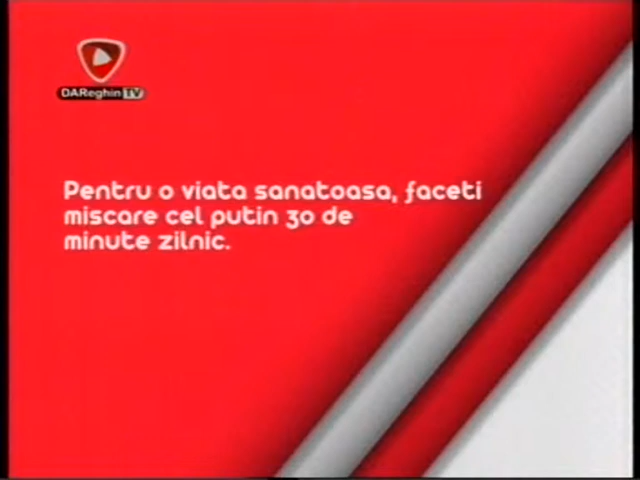 DAReghin TV
Pentru o viata sanatoasa, faceti
miscare cel putin 30 de
minute zilnic.